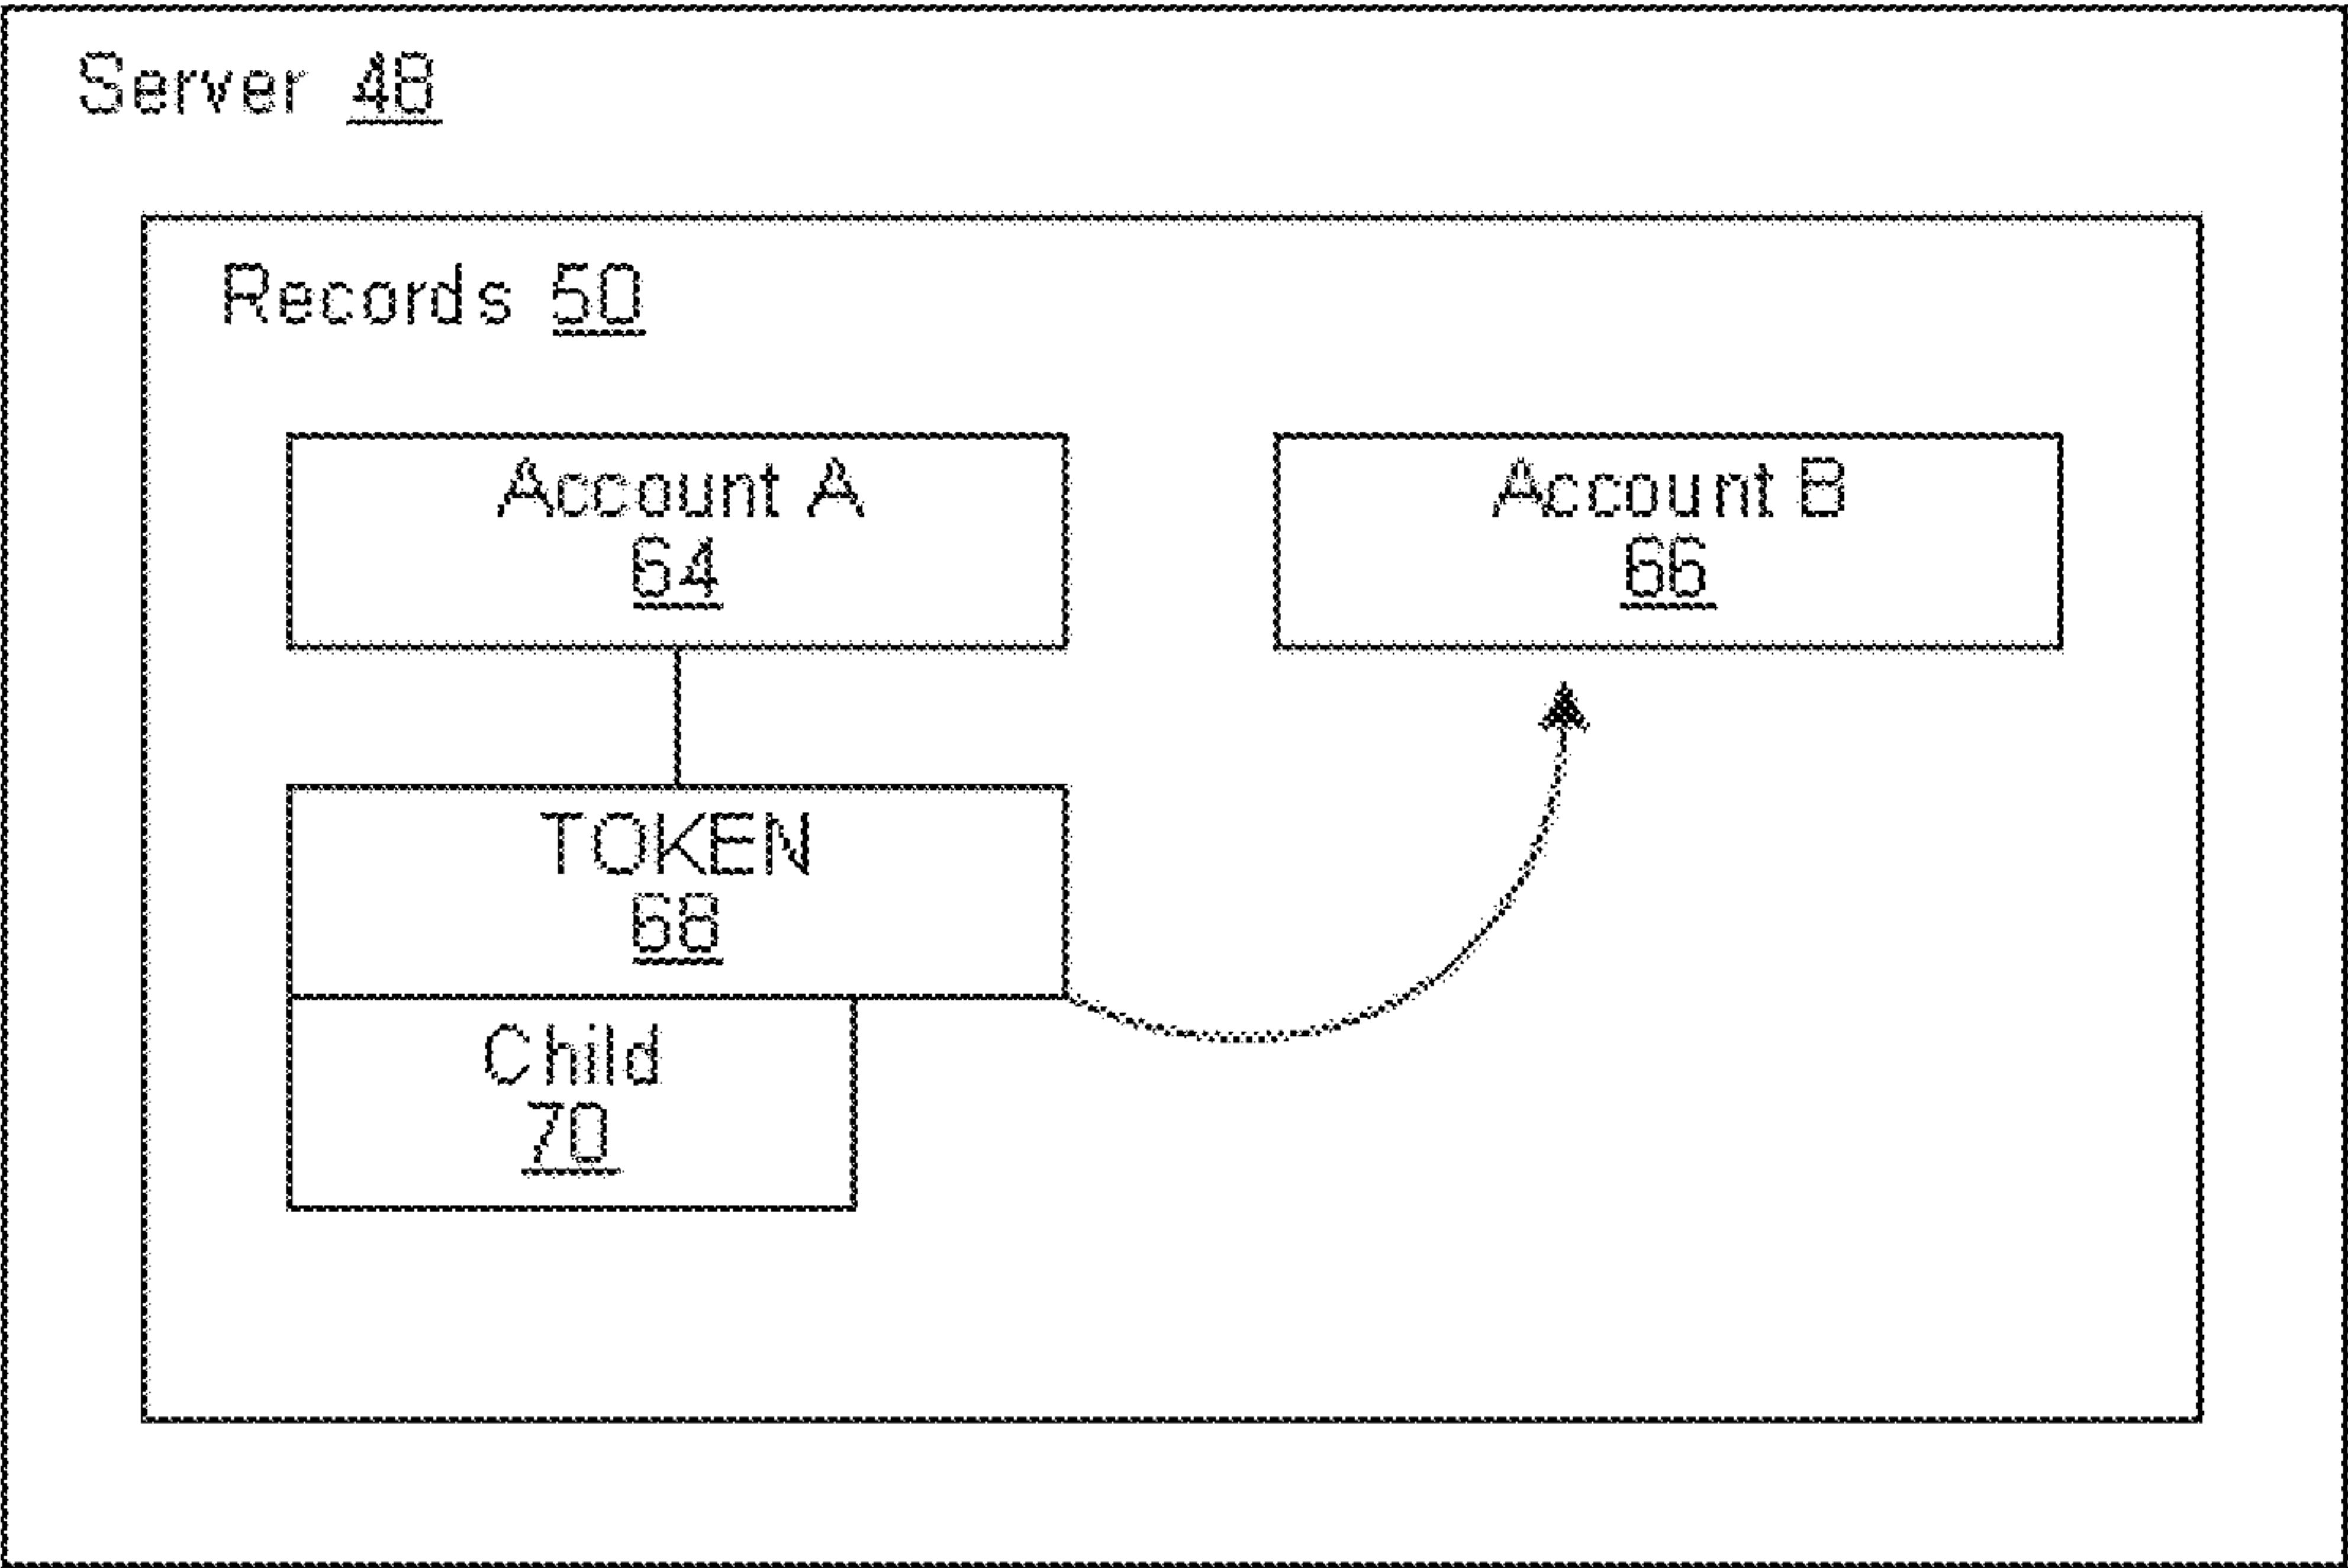 Server 48
Records 50
Account A
64
Account B
66
TOKEN
68
Child
70